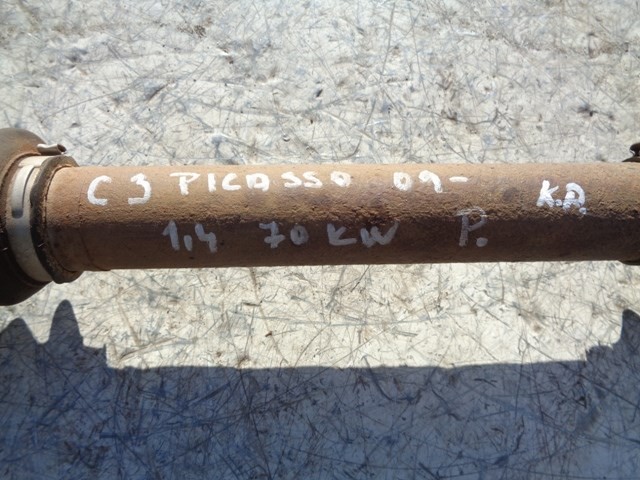 C3 PICASSO 09- K.A.
1,4 70 KW P.